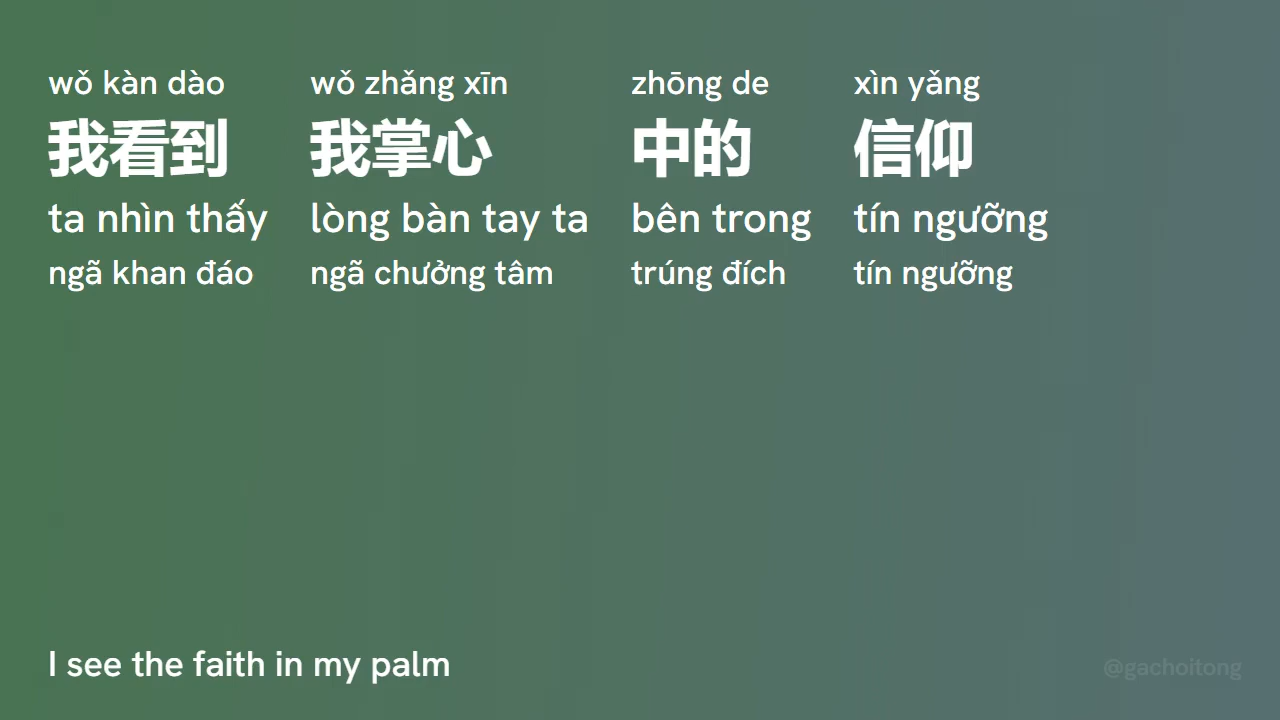 wǒ kàn dào wǒ zhǎng xīn zhōng de xìn yǎng
我看到 我掌心 中的 信仰
ta nhìn thấy lòng bàn tay ta bên trong tín ngưỡng
ngã khan đáo ngã chưởng tâm trúng đích tín ngưỡng
I see the faith in my palm
@gachoitong